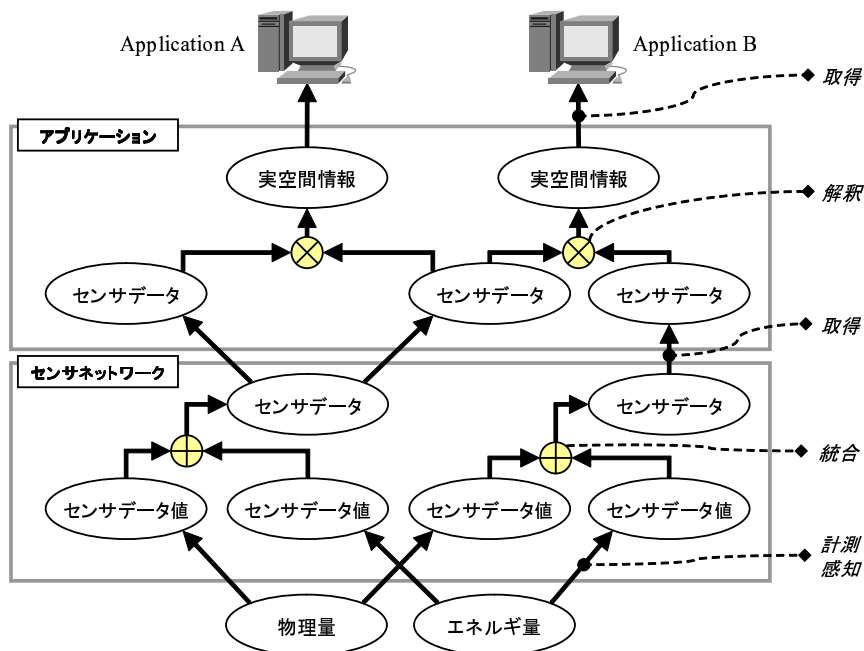 Application A
Application B
取得
アプリケーション
実空間情報
実空間情報
解釈
センサデータ
センサデータ
センサデータ
取得
センサネットワーク
センサデータ
センサデータ
統合
センサデータ値
センサデータ値
センサデータ値
センサデータ値
計測
感知
物理量
エネルギ量